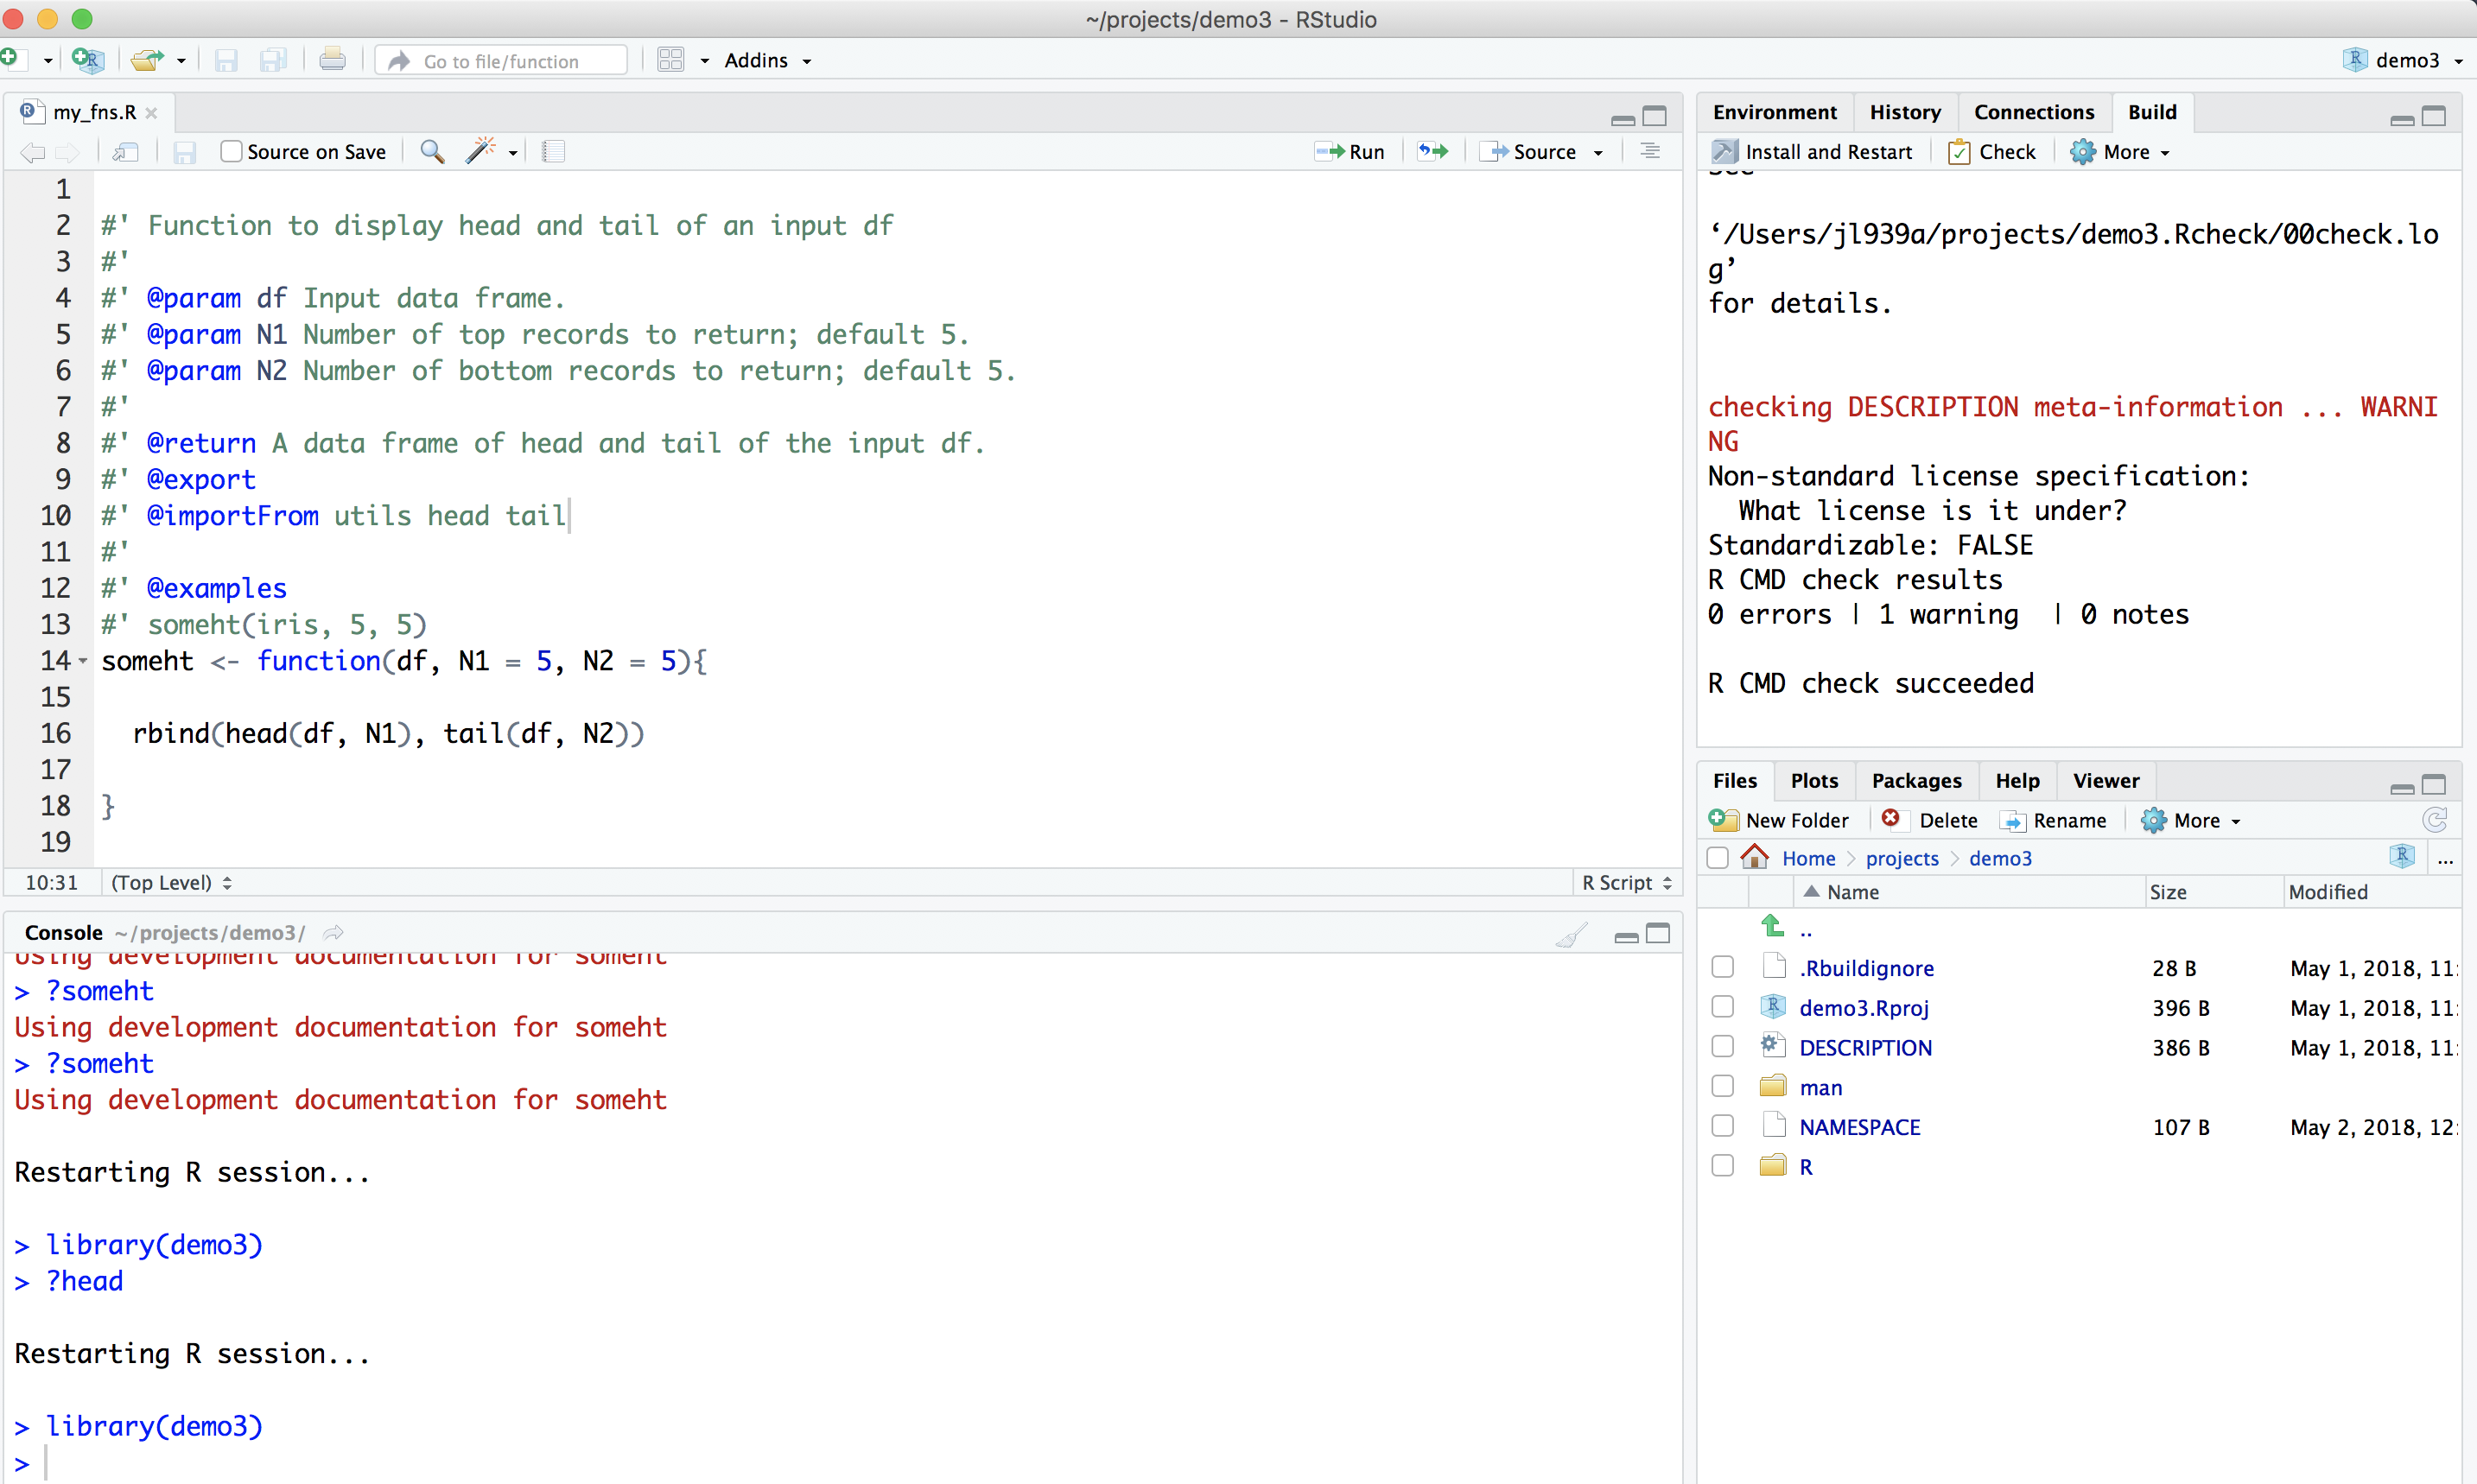 ~/projects/demo3 - RStudio
Go to file/function
Addins
demo3
my_fns.R
Source on Save
Run
Source
1
2 #' Function to display head and tail of an input df
3 #'
4 #' @param df Input data frame.
5 #' @param N1 Number of top records to return; default 5.
6 #' @param N2 Number of bottom records to return; default 5.
7 #'
8 #' @return A data frame of head and tail of the input df.
9 #' @export
10 #' @importFrom utils head tail
11 #'
12 #' @examples
13 #' someht(iris, 5, 5)
14 someht <- function(df, N1 = 5, N2 = 5){
15
16 rbind(head(df, N1), tail(df, N2))
17
18 }
19
10:31 (Top Level) R Script
Console ~/projects/demo3/
Using development documentation for someht
> ?someht
Using development documentation for someht
> ?someht
Using development documentation for someht
Restarting R session...
> library(demo3)
> ?head
Restarting R session...
> library(demo3)
>
Environment History Connections Build
Install and Restart Check More
See
‘/Users/jl939a/projects/demo3.Rcheck/00check.lo
g’
for details.
checking DESCRIPTION meta-information ... WARNI
NG
Non-standard license specification:
What license is it under?
Standardizable: FALSE
R CMD check results
0 errors | 1 warning | 0 notes
R CMD check succeeded
Files Plots Packages Help Viewer
New Folder Delete Rename More
Home projects demo3 ...
Name Size Modified
..
.Rbuildignore 28 B May 1, 2018, 11:
demo3.Rproj 396 B May 1, 2018, 11:
DESCRIPTION 386 B May 1, 2018, 11:
man
NAMESPACE 107 B May 2, 2018, 12:
R